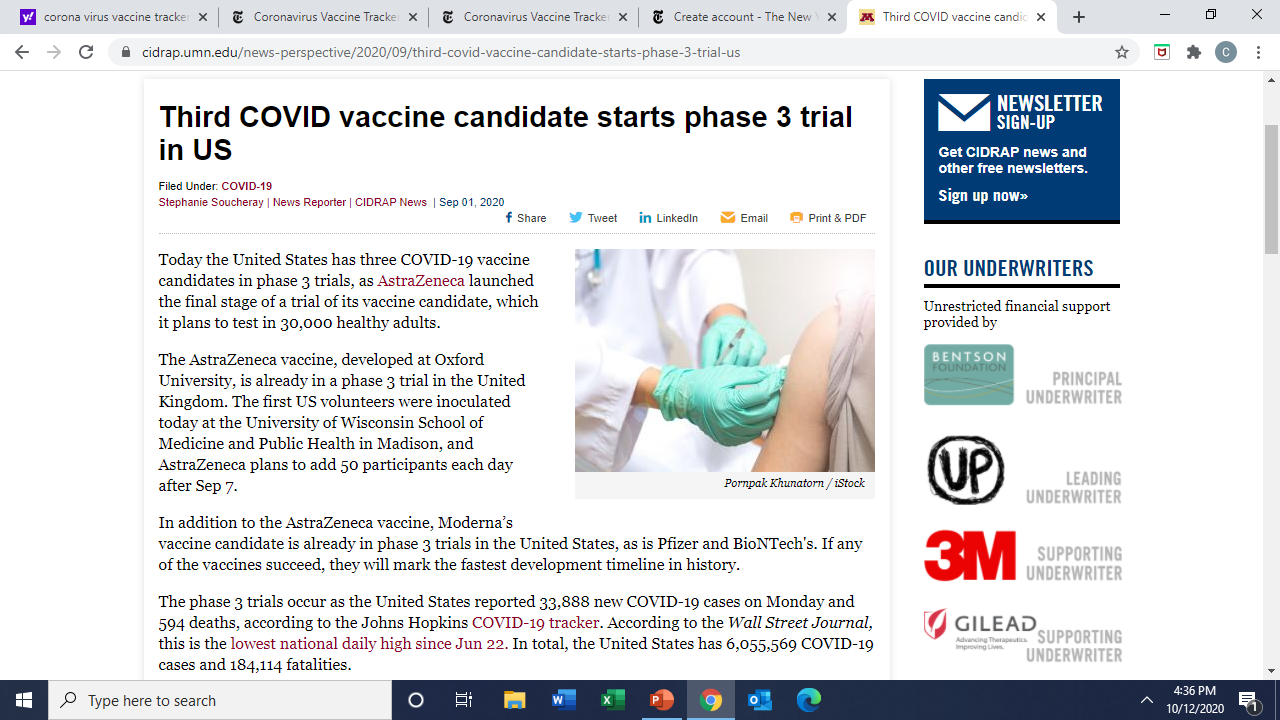 corona virus vaccine tracker
Coronavirus Vaccine Tracker
Coronavirus Vaccine Tracker
Create account - The New Y
Third COVID vaccine candic
cidrap.umn.edu/news-perspective/2020/09/third-covid-vaccine-candidate-starts-phase-3-trial-us
C
Third COVID vaccine candidate starts phase 3 trial
in US
Filed Under: COVID-19
Stephanie Soucheray | News Reporter | CIDRAP News | Sep 01, 2020
Share
Tweet
LinkedIn
Email
Print & PDF
Today the United States has three COVID-19 vaccine
candidates in phase 3 trials, as AstraZeneca launched
the final stage of a trial of its vaccine candidate, which
it plans to test in 30,000 healthy adults.
The AstraZeneca vaccine, developed at Oxford
University, is already in a phase 3 trial in the United
Kingdom. The first US volunteers were inoculated
today at the University of Wisconsin School of
Medicine and Public Health in Madison, and
AstraZeneca plans to add 50 participants each day
after Sep 7.
Pornpak Khunatorn / iStock
In addition to the AstraZeneca vaccine, Moderna's
vaccine candidate is already in phase 3 trials in the United States, as is Pfizer and BioNTech's. If any
of the vaccines succeed, they will mark the fastest development timeline in history.
The phase 3 trials occur as the United States reported 33,888 new COVID-19 cases on Monday and
594 deaths, according to the Johns Hopkins COVID-19 tracker. According to the Wall Street Journal,
this is the lowest national daily high since Jun 22. In total, the United States has 6,055,569 COVID-19
cases and 184,114 fatalities.
NEWSLETTER
SIGN-UP
Get CIDRAP news and
other free newsletters.
Sign up now»
OUR UNDERWRITERS
Unrestricted financial support
provided by
BENTSON
FOUNDATION
PRINCIPAL
UNDERWRITER
UP
LEADING
UNDERWRITER
3M
SUPPORTING
UNDERWRITER
GILEAD
Advancing Therapeutics.
Improving Lives.
SUPPORTING
UNDERWRITER
Type here to search
4:36 PM
10/12/2020
1